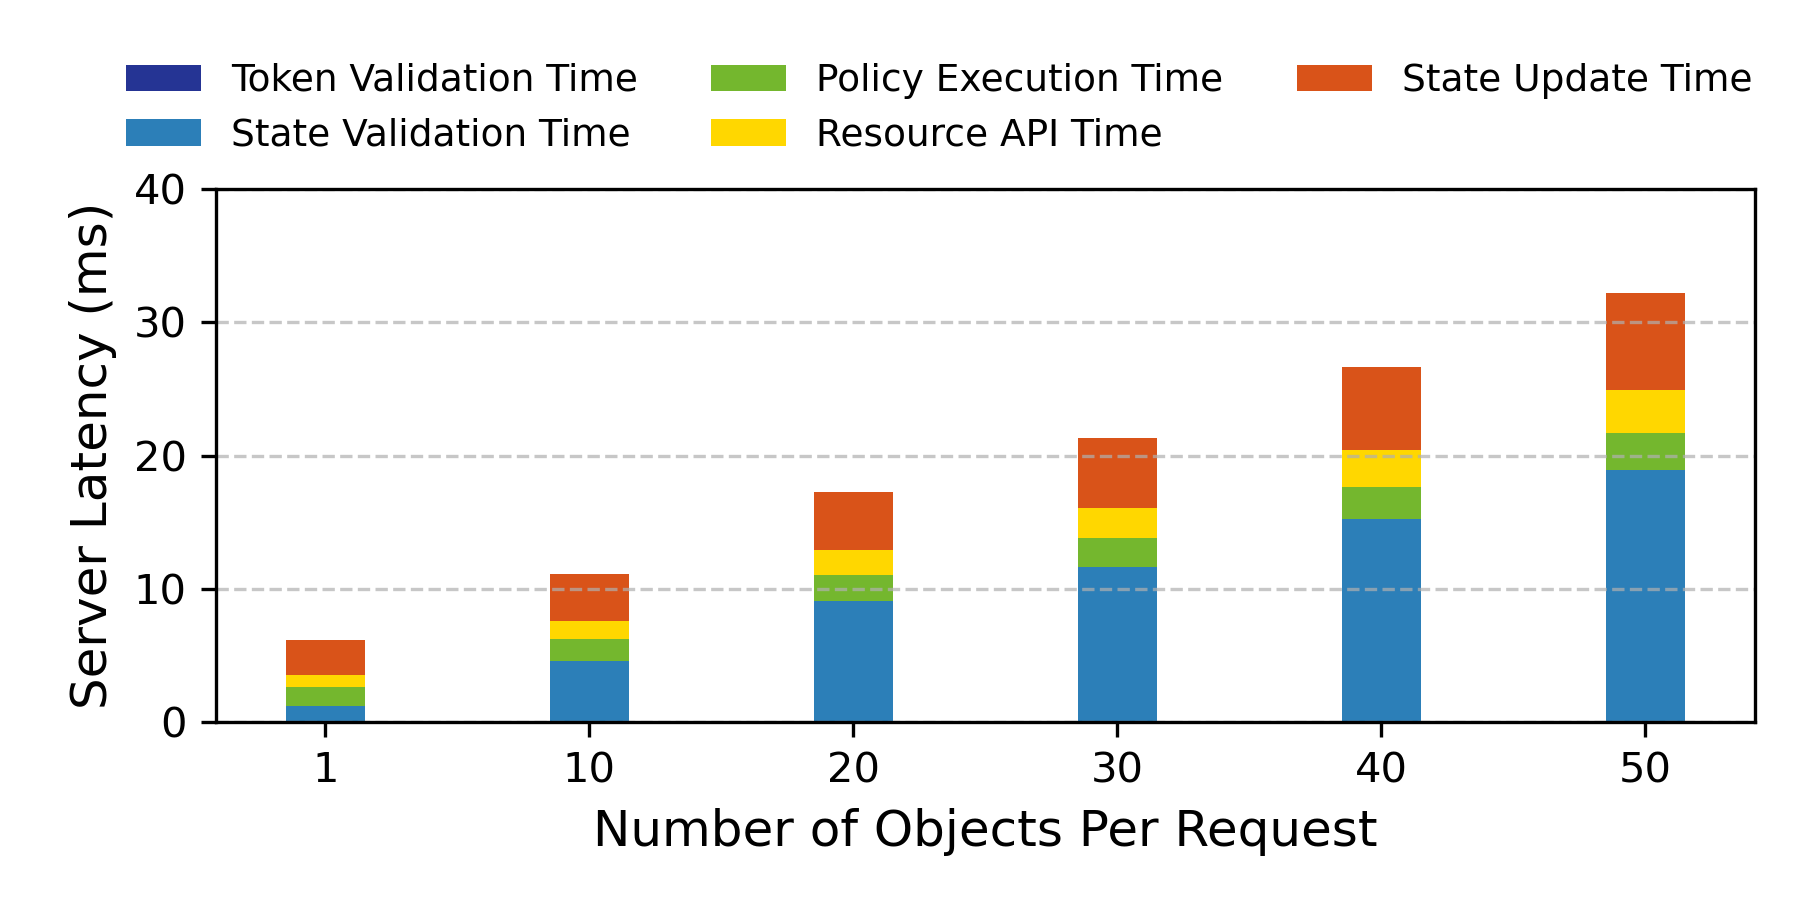 Token Validation Time Policy Execution Time State Update Time
State Validation Time Resource API Time
40
30
20
10
0
Server Latency (ms)
1 10 20 30 40 50
Number of Objects Per Request